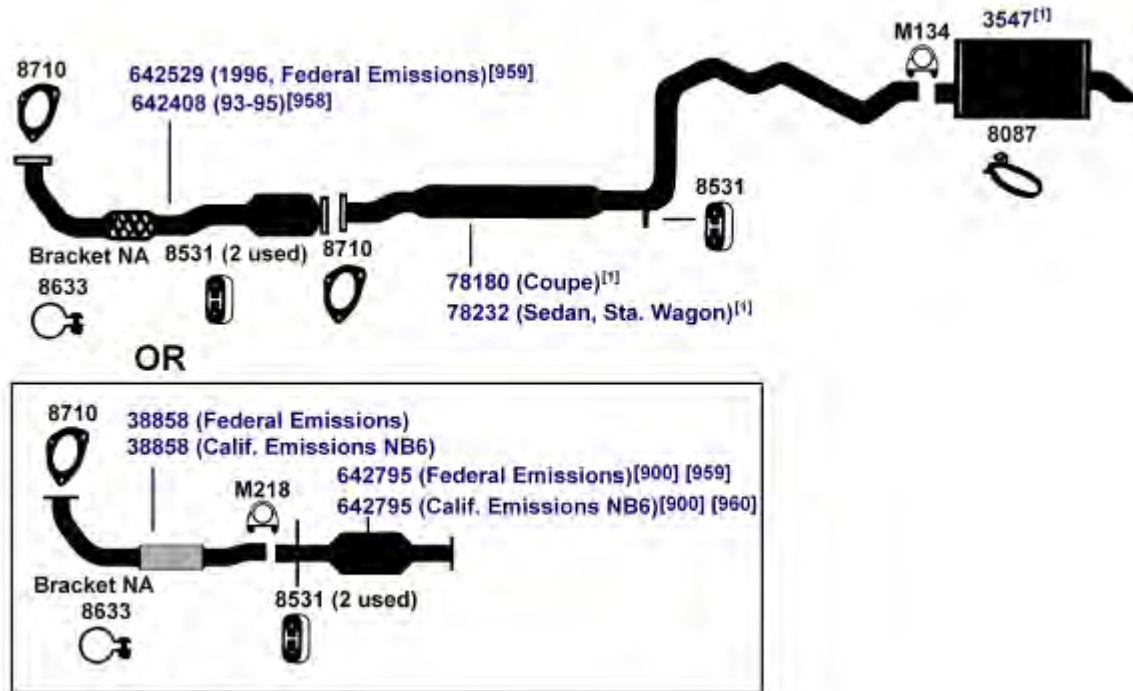 3547[1]
M134
8710
642529 (1996, Federal Emissions)[959]
642408 (93-95)[958]
8087
8531
Bracket NA
8531 (2 used)
8710
8633
78180 (Coupe)[1]
78232 (Sedan, Sta. Wagon)[1]
OR
8710
38858 (Federal Emissions)
38858 (Calif. Emissions NB6)
642795 (Federal Emissions)[900] [959]
M218
642795 (Calif. Emissions NB6)[900] [960]
Bracket NA
8531 (2 used)
8633